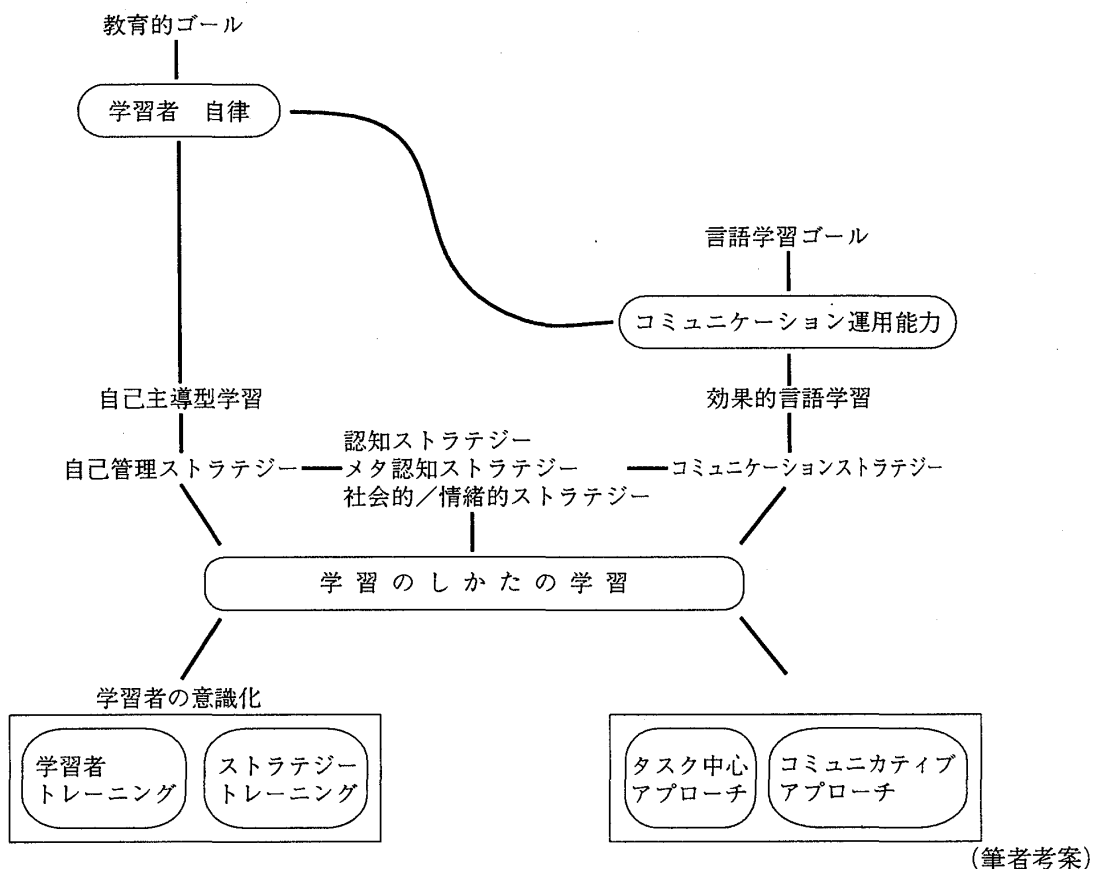 教育的ゴール
学習者 自律
言語学習ゴール
コミュニケーション運用能力
自己主導型学習
効果的言語学習
自己管理ストラテジー
認知ストラテジー
メタ認知ストラテジー
社会的／情緒的ストラテジー
コミュニケーションストラテジー
学習のしかたの学習
学習者の意識化
学習者
トレーニング
ストラテジー
トレーニング
タスク中心
アプローチ
コミュニカティブ
アプローチ
(筆者考案)